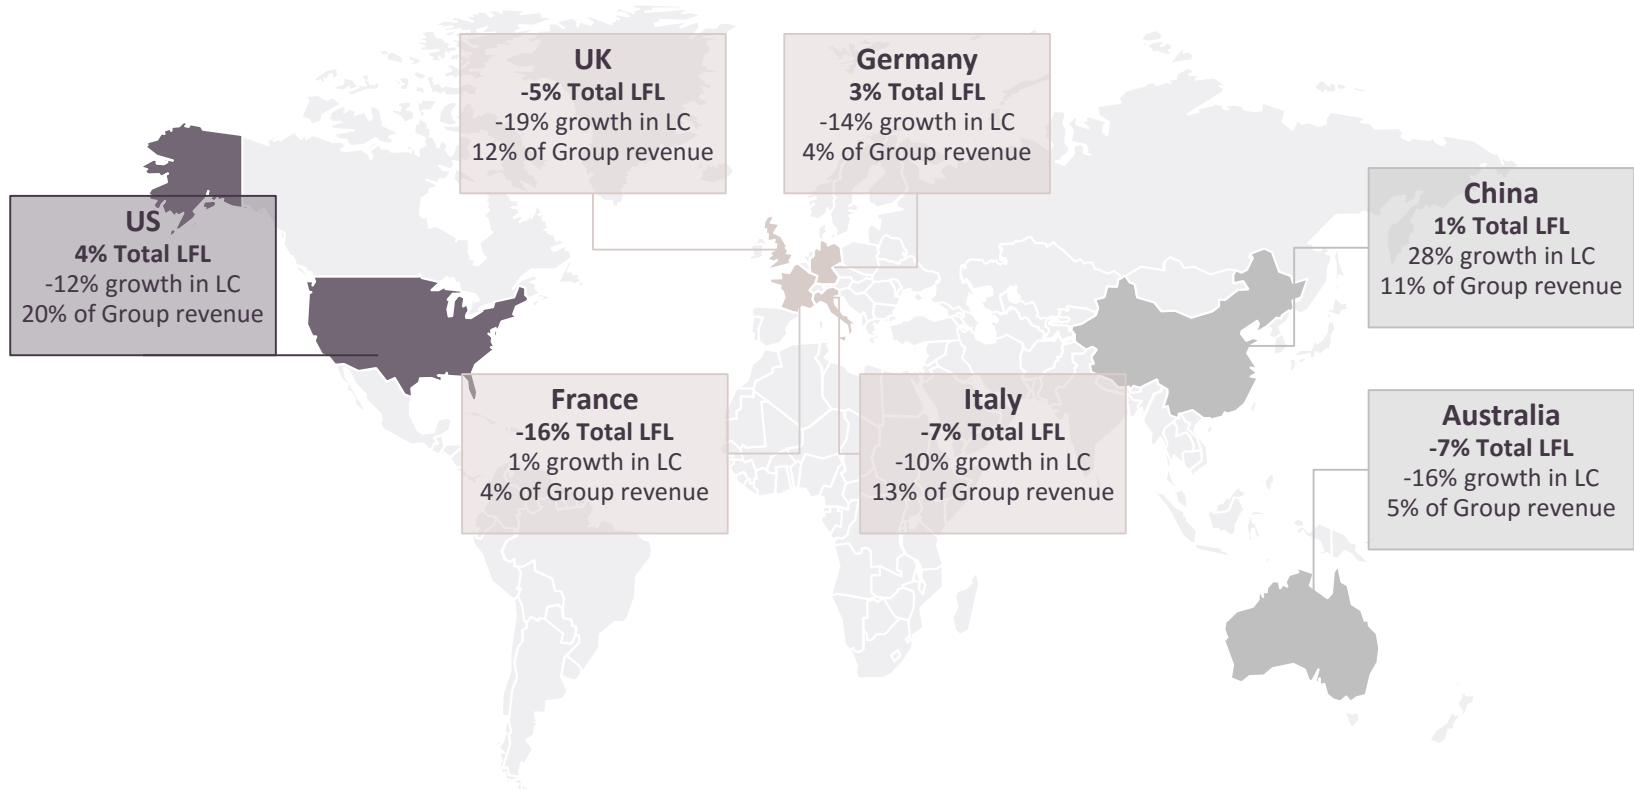 UK
-5% Total LFL
-19% growth in LC
12% of Group revenue
Germany
3% Total LFL
-14% growth in LC
4% of Group revenue
US
4% Total LFL
-12% growth in LC
20% of Group revenue
China
1% Total LFL
28% growth in LC
11% of Group revenue
France
-16% Total LFL
1% growth in LC
4% of Group revenue
Italy
-7% Total LFL
-10% growth in LC
13% of Group revenue
Australia
-7% Total LFL
-16% growth in LC
5% of Group revenue